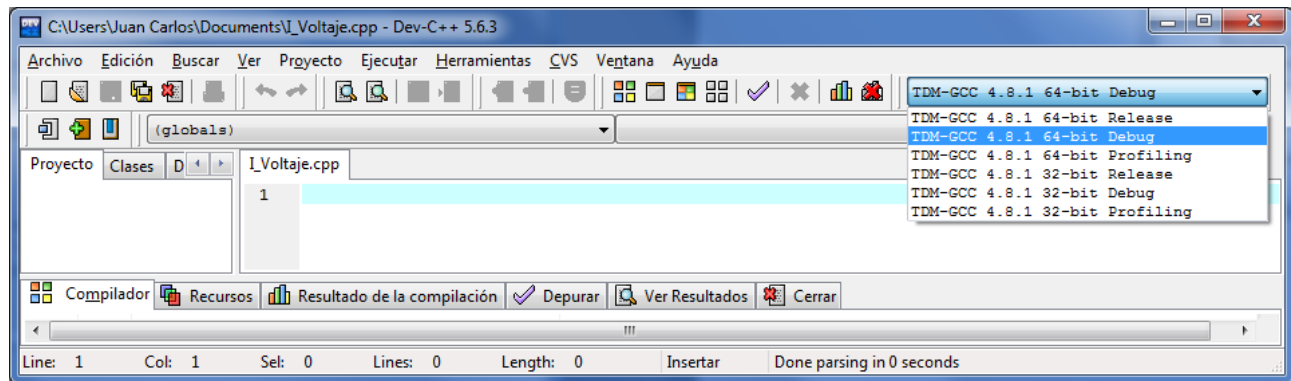 C:\Users\Juan Carlos\Documents\I_Voltaje.cpp - Dev-C++ 5.6.3
Archivo Edición Buscar Ver Proyecto Ejecutar Herramientas CVS Ventana Ayuda
TDM-GCC 4.8.1 64-bit Debug
(globals)
TDM-GCC 4.8.1 64-bit Release
TDM-GCC 4.8.1 64-bit Debug
TDM-GCC 4.8.1 64-bit Profiling
TDM-GCC 4.8.1 32-bit Release
TDM-GCC 4.8.1 32-bit Debug
TDM-GCC 4.8.1 32-bit Profiling
Proyecto Clases D I_Voltaje.cpp
1
Compilador Recursos Resultado de la compilación Depurar Ver Resultados Cerrar
Line: 1 Col: 1 Sel: 0 Lines: 0 Length: 0 Insertar Done parsing in 0 seconds